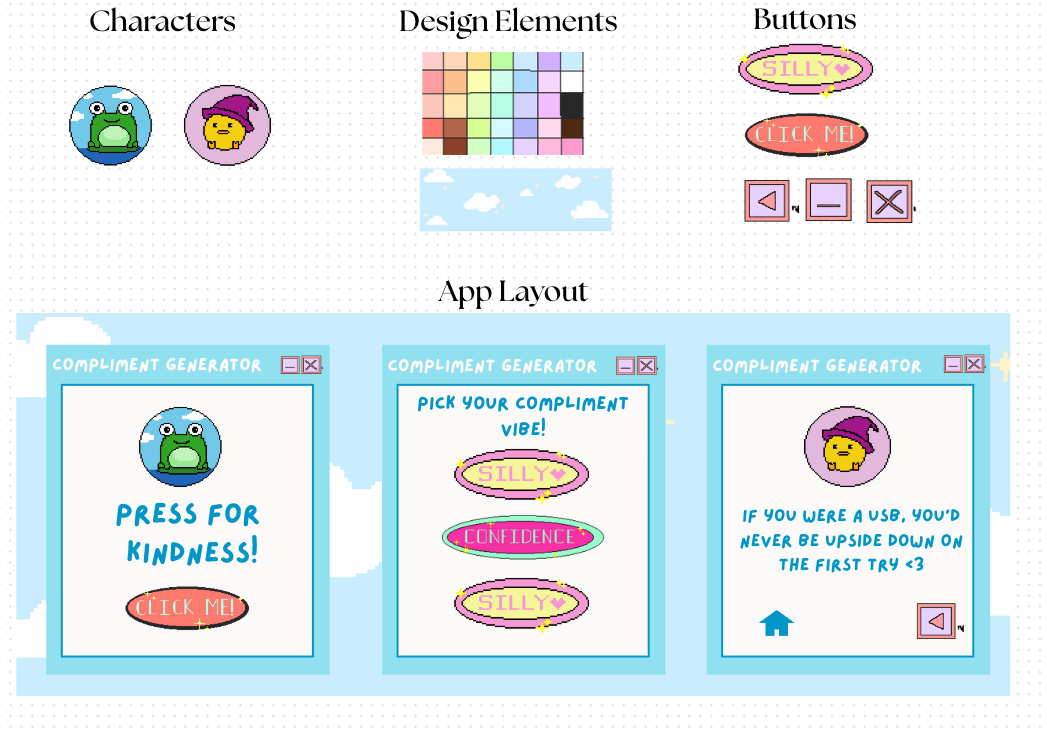 Characters
Design Elements
Buttons
SILLY♥
CLICK ME!
App Layout
COMPLIMENT GENERATOR
PRESS FOR
KINDNESS!
CLICK ME!
COMPLIMENT GENERATOR
PICK YOUR COMPLIMENT
VIBE!
SILLY♥
CONFIDENCE
SILLY♥
COMPLIMENT GENERATOR
IF YOU WERE A USB, YOU'D
NEVER BE UPSIDE DOWN ON
THE FIRST TRY <3